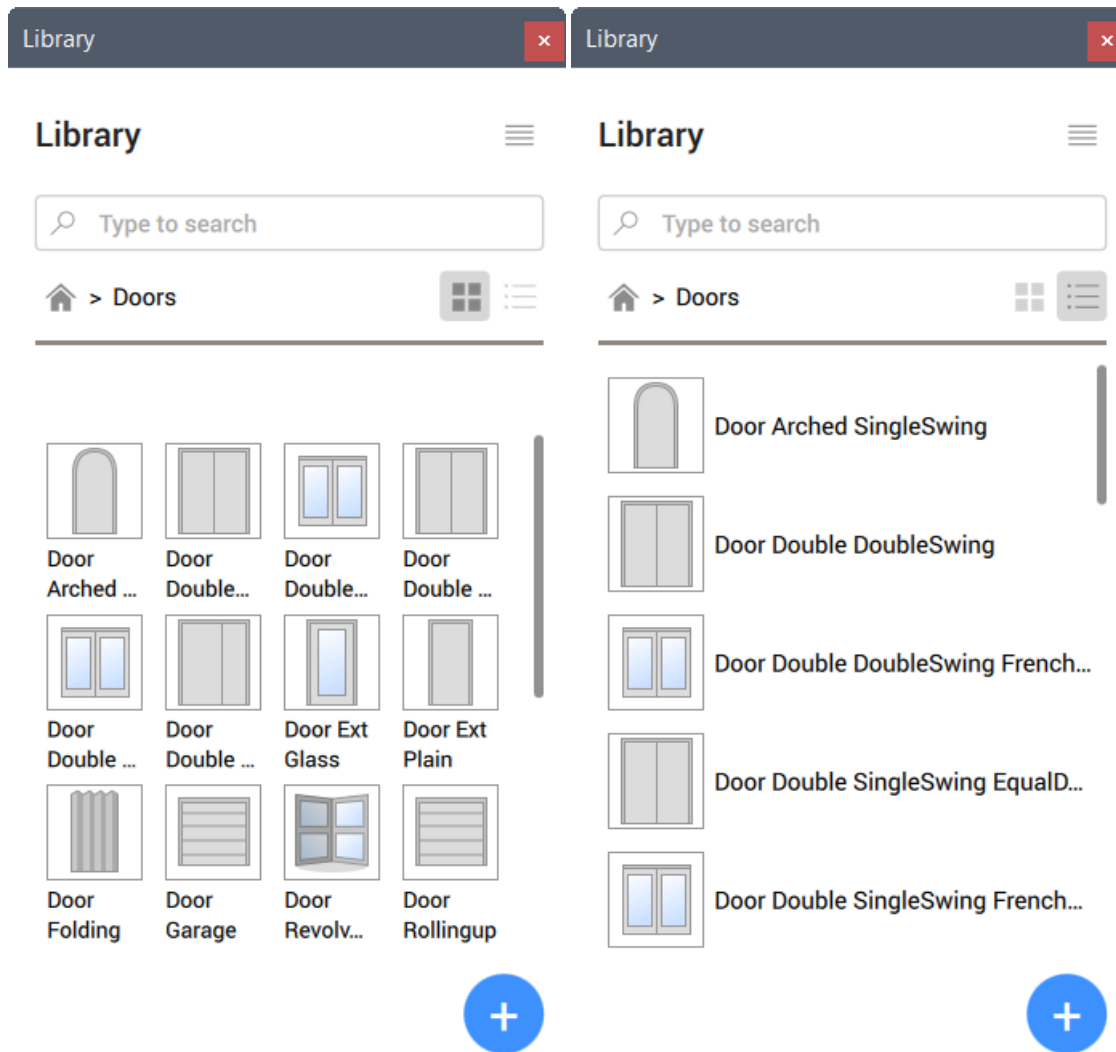 Library
×
Library
Type to search
> Doors
Door
Arched ...
Door
Double...
Door
Double...
Door
Double ...
Door
Double ...
Door
Double ...
Door Ext
Glass
Door Ext
Plain
Door
Folding
Door
Garage
Door
Revolv...
Door
Rollingup
+
Library
×
Library
Type to search
> Doors
Door Arched SingleSwing
Door Double DoubleSwing
Door Double DoubleSwing French...
Door Double SingleSwing EqualD...
Door Double SingleSwing French...
+